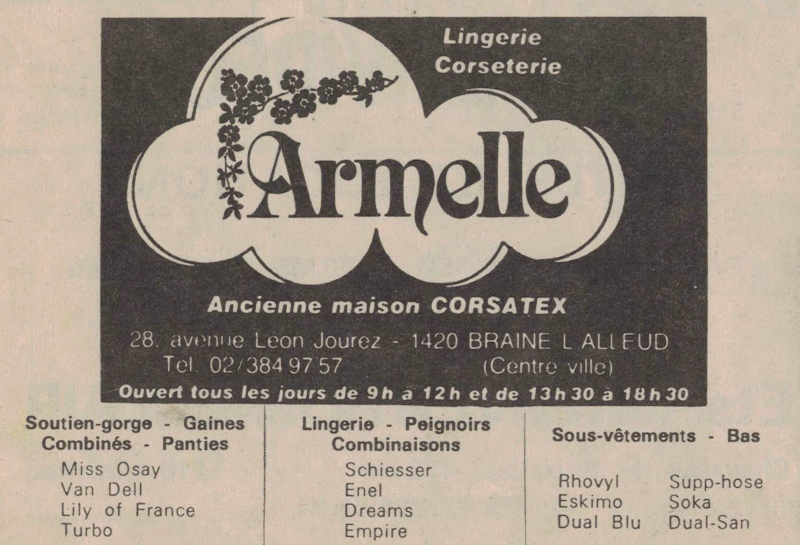 Lingerie
Corseterie
Armelle
Ancienne maison CORSATEX
28, avenue Leon Jourez - 1420 BRAINE L ALLEUD
Tel. 02/384 97 57 (Centre ville)
Ouvert tous les jours de 9h à 12h et de 13h30 à 18h30
Soutien-gorge - Gaines
Combinés - Panties
Miss Osay
Van Dell
Lily of France
Turbo
Lingerie - Peignoirs
Combinaisons
Schiesser
Enel
Dreams
Empire
Sous-vêtements - Bas
Rhovyl Supp-hose
Eskimo Soka
Dual Blu Dual-San